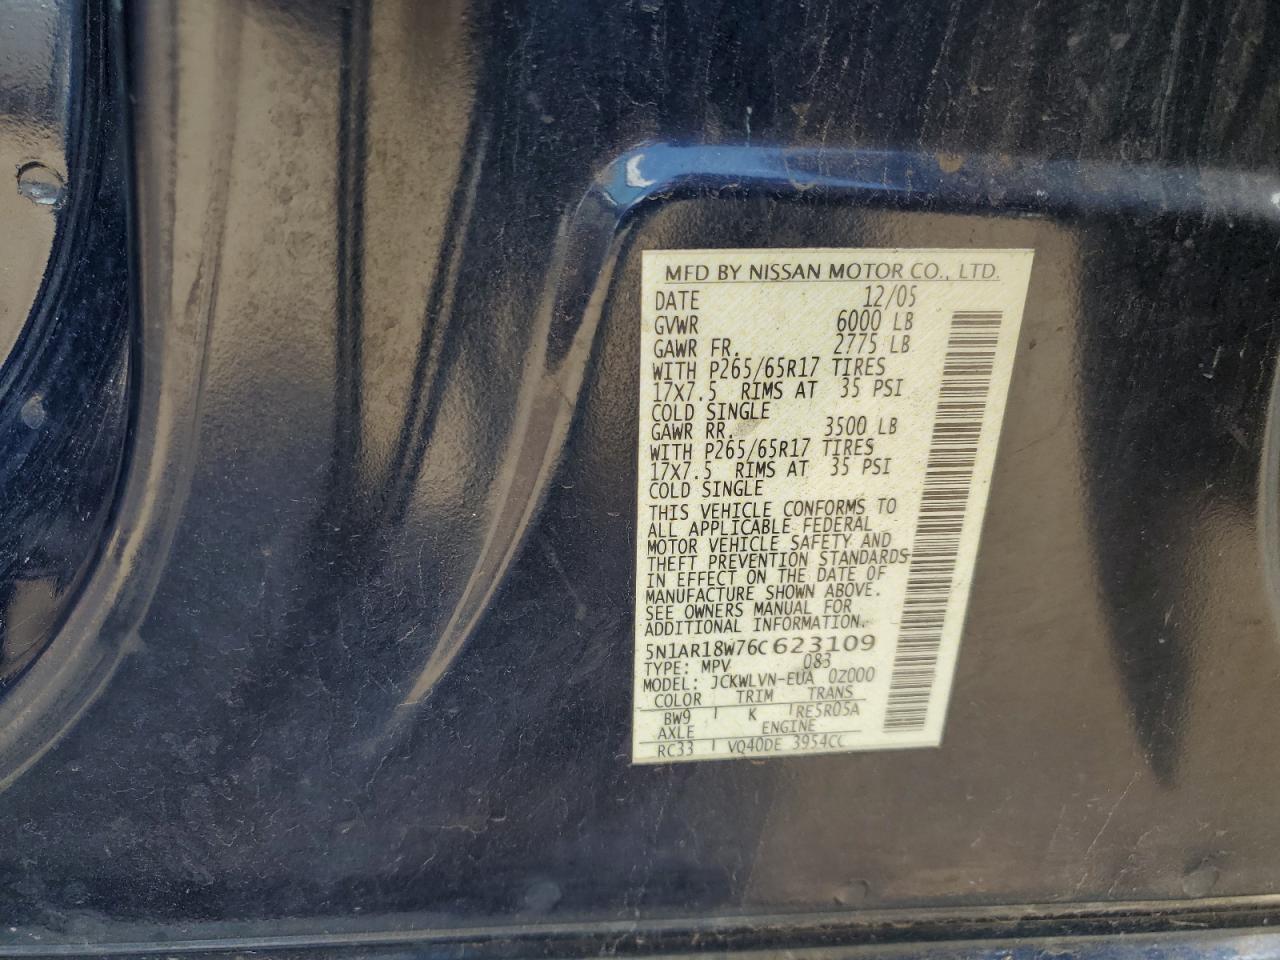 MFD BY NISSAN MOTOR CO., LTD.
DATE 12/05
GVWR 6000 LB
GAWR FR. 2775 LB
WITH P265/65R17 TIRES
17X7.5 RIMS AT 35 PSI
COLD SINGLE
GAWR RR. 3500 LB
WITH P265/65R17 TIRES
17X7.5 RIMS AT 35 PSI
COLD SINGLE
THIS VEHICLE CONFORMS TO
ALL APPLICABLE FEDERAL
MOTOR VEHICLE SAFETY AND
THEFT PREVENTION STANDARDS
IN EFFECT ON THE DATE OF
MANUFACTURE SHOWN ABOVE.
SEE OWNERS MANUAL FOR
ADDITIONAL INFORMATION.
5N1AR18W76C623109
TYPE: MPV 083
MODEL: JCKWLVN-EUA 0Z000
COLOR TRIM TRANS
BW9 K RE5R05A
AXLE ENGINE
RC33 VQ40DE 3954CC